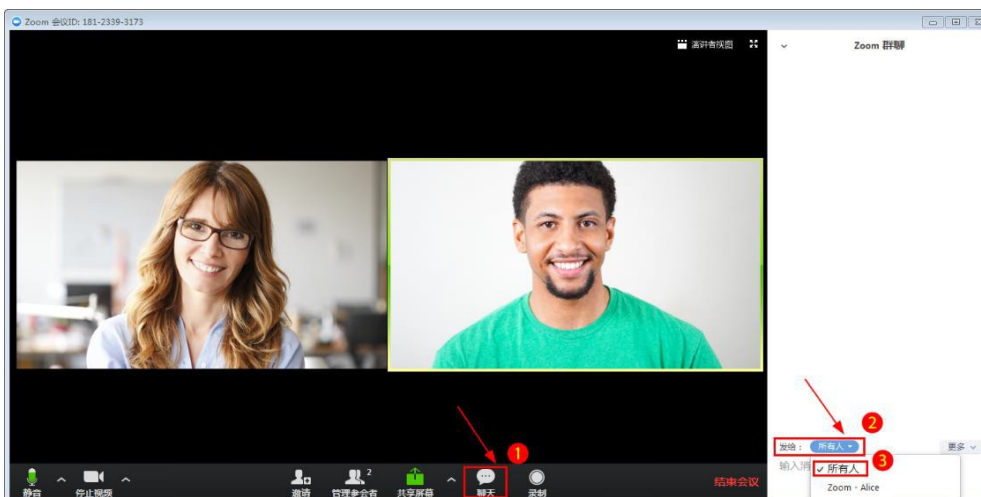 Zoom 会议ID: 181-2339-3173
演讲者视图
Zoom 群聊
发给： 所有人
2
更多
输入消
所有人
3
Zoom - Alice
1
静音
停止视频
邀请
管理参会者
2
共享屏幕
聊天
录制
结束会议